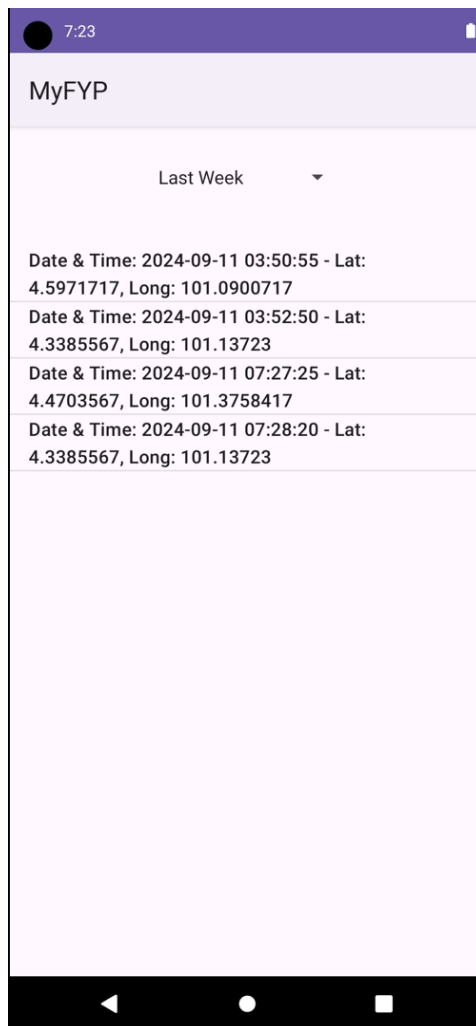 7:23
MyFYP
Last Week
Date & Time: 2024-09-11 03:50:55 - Lat:
4.5971717, Long: 101.0900717
Date & Time: 2024-09-11 03:52:50 - Lat:
4.3385567, Long: 101.13723
Date & Time: 2024-09-11 07:27:25 - Lat:
4.4703567, Long: 101.3758417
Date & Time: 2024-09-11 07:28:20 - Lat:
4.3385567, Long: 101.13723